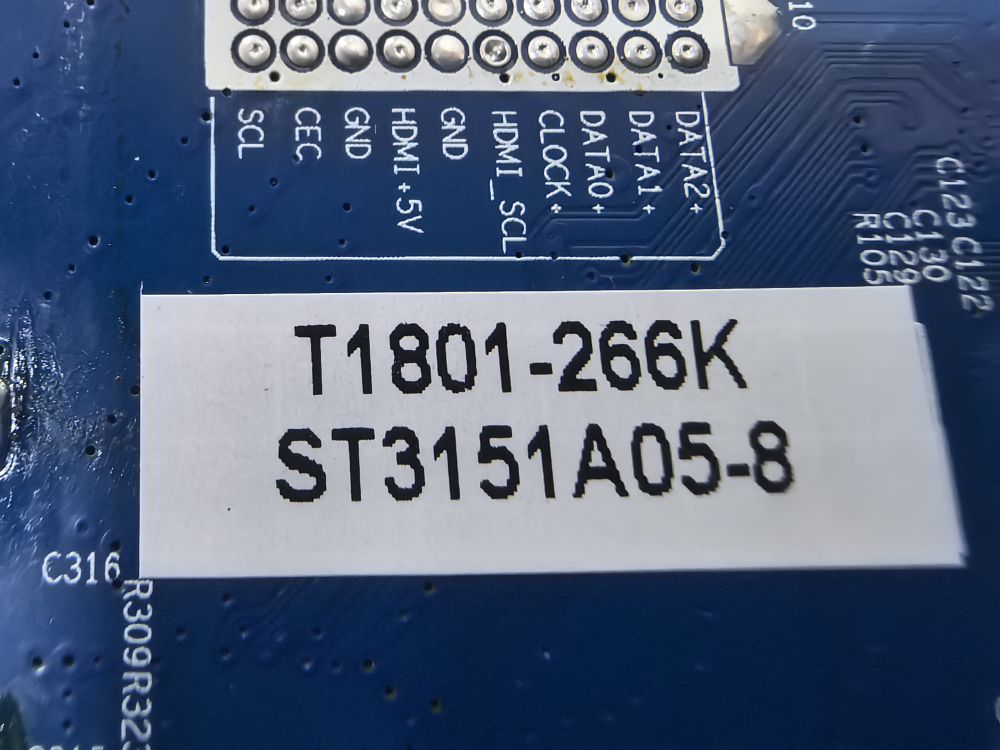 10
SCL
CEC
GND
HDMI+5V
GND
HDMI_SCL
CLOCK+
DATA0+
DATA1+
DATA2+
C123 C122
C130
C129
R105
T1801-266K
ST3151A05-8
C316
R309R323